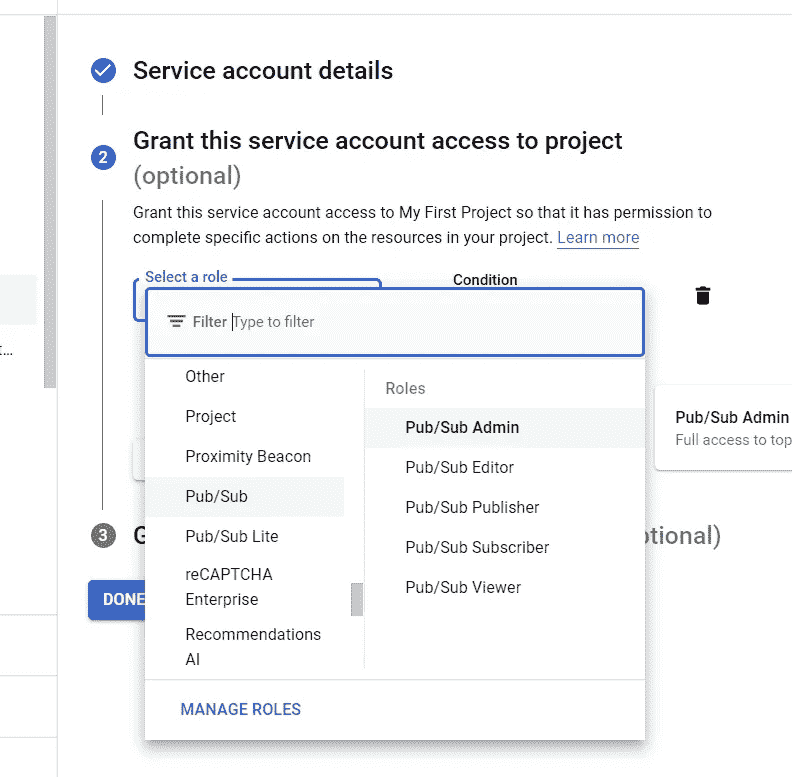 Service account details
2
Grant this service account access to project
(optional)
Grant this service account access to My First Project so that it has permission to
complete specific actions on the resources in your project. Learn more
Select a role
Condition
Filter Type to filter
t...
Other
Project
Proximity Beacon
Pub/Sub
Pub/Sub Lite
reCAPTCHA
Enterprise
Recommendations
AI
Roles
Pub/Sub Admin
Pub/Sub Editor
Pub/Sub Publisher
Pub/Sub Subscriber
Pub/Sub Viewer
Pub/Sub Admin
Full access to top
3
G
tional)
DONE
MANAGE ROLES